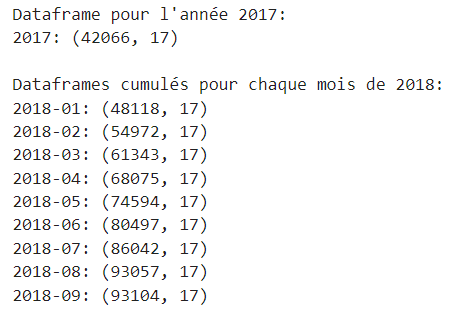 Dataframe pour l'année 2017:
2017: (42066, 17)

Dataframes cumulés pour chaque mois de 2018:
2018-01: (48118, 17)
2018-02: (54972, 17)
2018-03: (61343, 17)
2018-04: (68075, 17)
2018-05: (74594, 17)
2018-06: (80497, 17)
2018-07: (86042, 17)
2018-08: (93057, 17)
2018-09: (93104, 17)